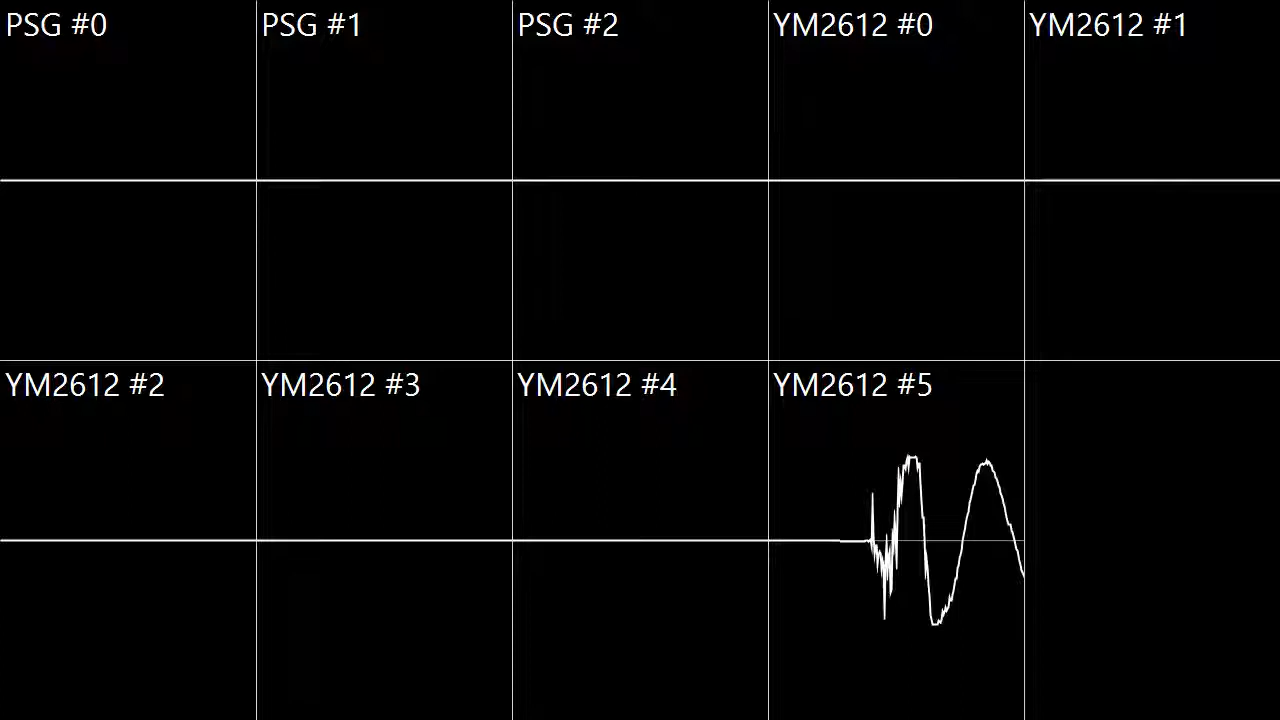 PSG #0
PSG #1
PSG #2
YM2612 #0
YM2612 #1
YM2612 #2
YM2612 #3
YM2612 #4
YM2612 #5